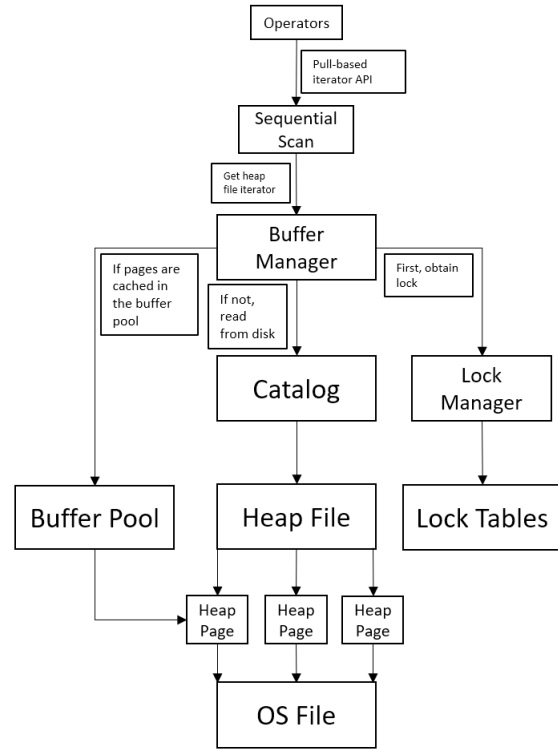 Operators
Pull-based
iterator API
Sequential
Scan
Get heap
file iterator
Buffer
Manager
If pages are
cached in
the buffer
pool
If not,
read
from disk
First, obtain
lock
Catalog
Lock
Manager
Buffer Pool
Heap File
Lock Tables
Heap
Page
Heap
Page
Heap
Page
OS File